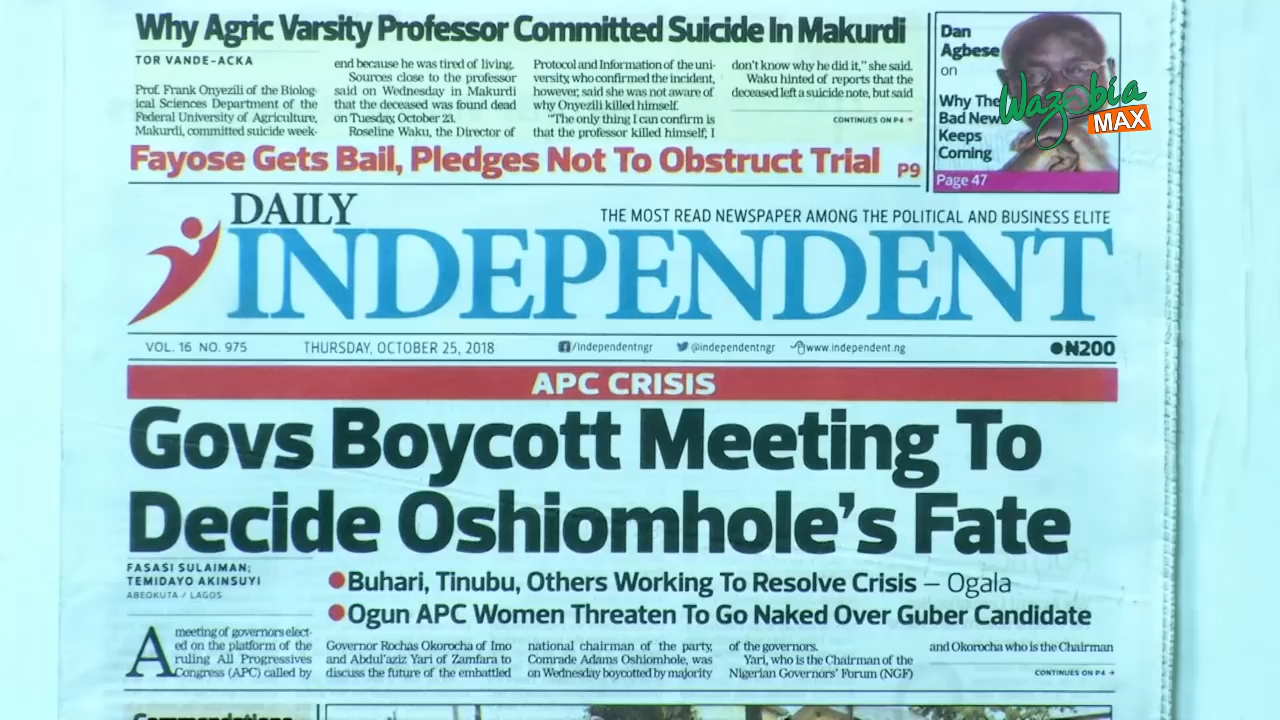 Why Agric Varsity Professor Committed Suicide In Makurdi
TOR VANDE-ACKA
Prof. Frank Onyezili of the Biolog-
ical Sciences Department of the
Federal University of Agriculture,
Makurdi, committed suicide week-
end because he was tired of living.
Sources close to the professor
said on Wednesday in Makurdi
that the deceased was found dead
on Tuesday, October 23.
Roseline Waku, the Director of
Protocol and Information of the uni-
versity, who confirmed the incident,
however, said she was not aware of
why Onyezili killed himself.
"The only thing I can confirm is
that the professor killed himself, I
don't know why he did it," she said.
Waku hinted of reports that the
deceased left a suicide note, but said
CONTINUES ON P4
Dan
Agbese
on
Why The
Bad News
Keeps
Coming
Page 47
Wazobia
MAX
Fayose Gets Bail, Pledges Not To Obstruct Trial P9
DAILY
THE MOST READ NEWSPAPER AMONG THE POLITICAL AND BUSINESS ELITE
INDEPENDENT
VOL. 16 NO. 975 THURSDAY, OCTOBER 25, 2018 /independentngr @independentngr www.independent.ng ₦200
APC CRISIS
Govs Boycott Meeting To
Decide Oshiomhole's Fate
FASASI SULAIMAN;
TEMIDAYO AKINSUYI
ABEOKUTA / LAGOS
Buhari, Tinubu, Others Working To Resolve Crisis – Ogala
Ogun APC Women Threaten To Go Naked Over Guber Candidate
A meeting of governors elect-
ed on the platform of the
ruling All Progressives
Congress (APC) called by
Governor Rochas Okorocha of Imo
and Abdul'aziz Yari of Zamfara to
discuss the future of the embattled
national chairman of the party,
Comrade Adams Oshiomhole, was
on Wednesday boycotted by majority
of the governors.
Yari, who is the Chairman of the
Nigerian Governors' Forum (NGF)
and Okorocha who is the Chairman
CONTINUES ON P4
Commendations